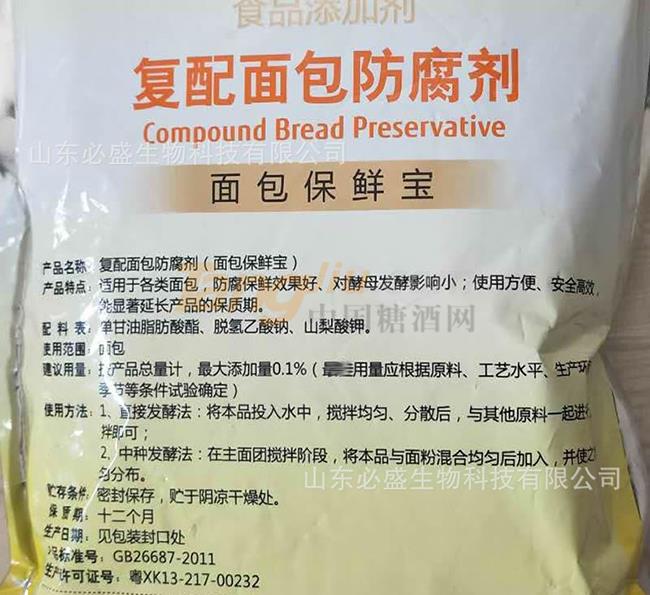 食品添加剂
复配面包防腐剂
Compound Bread Preservative
山东必盛生物科技有限公司
面包保鲜宝
产品名称：复配面包防腐剂（面包保鲜宝）
产品特点：适用于各类面包，防腐保鲜效果好、对酵母发酵影响小；使用方便、安全高效，
能显著延长产品的保质期。
中国糖酒网
配 料 表：单甘油脂肪酸酯、脱氢乙酸钠、山梨酸钾。
使用范围：面包
建议用量：按产品总量计，最大添加量0.1%（ 用量应根据原料、工艺水平、生产环
季节等条件试验确定）
使用方法：1、直接发酵法：将本品投入水中，搅拌均匀、分散后，与其他原料一起进行
拌即可；
2、中种发酵法：在主面团搅拌阶段，将本品与面粉混合均匀后加入，并使之
匀分布。
山东必盛生物科技有限公司
贮存条件：密封保存，贮于阴凉干燥处。
保 质 期：十二个月
生产日期：见包装封口处
品标准号：GB26687-2011
生产许可证号：粤XK13-217-00232